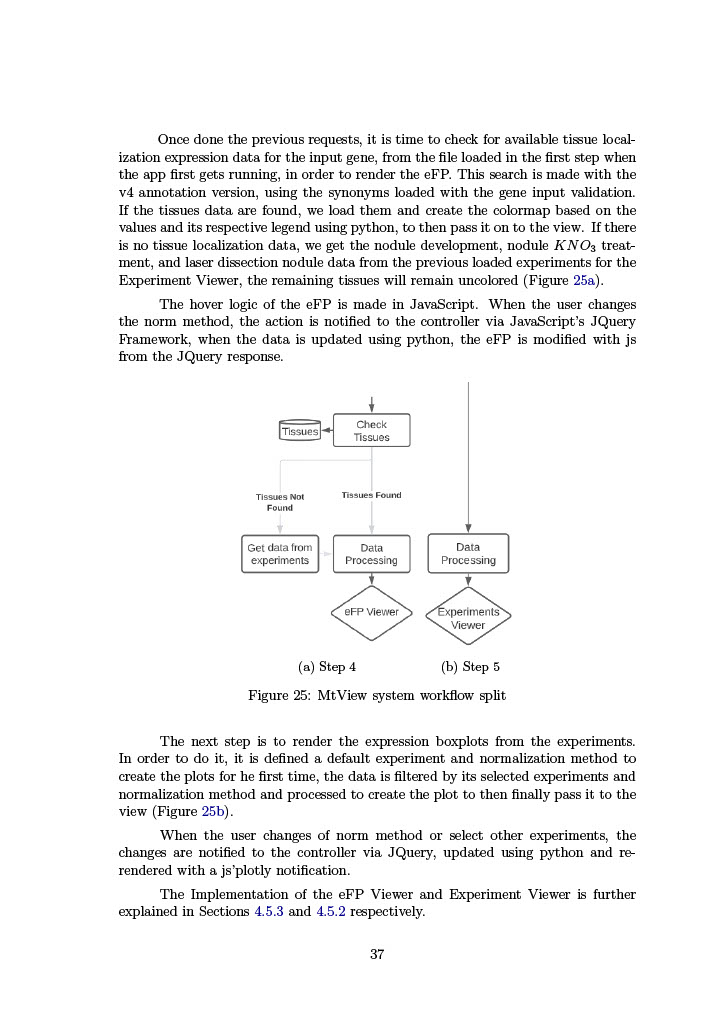 Once done the previous requests, it is time to check for available tissue local-
ization expression data for the input gene, from the file loaded in the first step when
the app first gets running, in order to render the eFP. This search is made with the
v4 annotation version, using the synonyms loaded with the gene input validation.
If the tissues data are found, we load them and create the colormap based on the
values and its respective legend using python, to then pass it on to the view. If there
is no tissue localization data, we get the nodule development, nodule KNO₃ treat-
ment, and laser dissection nodule data from the previous loaded experiments for the
Experiment Viewer, the remaining tissues will remain uncolored (Figure 25a).
The hover logic of the eFP is made in JavaScript. When the user changes
the norm method, the action is notified to the controller via JavaScript's JQuery
Framework, when the data is updated using python, the eFP is modified with js
from the JQuery response.
Check
Tissues
Tissues
Tissues Not
Found
Tissues Found
Get data from
experiments
Data
Processing
Data
Processing
eFP Viewer
Experiments
Viewer
(a) Step 4
(b) Step 5
Figure 25: MtView system workflow split
The next step is to render the expression boxplots from the experiments.
In order to do it, it is defined a default experiment and normalization method to
create the plots for he first time, the data is filtered by its selected experiments and
normalization method and processed to create the plot to then finally pass it to the
view (Figure 25b).
When the user changes of norm method or select other experiments, the
changes are notified to the controller via JQuery, updated using python and re-
rendered with a js'plotly notification.
The Implementation of the eFP Viewer and Experiment Viewer is further
explained in Sections 4.5.3 and 4.5.2 respectively.
37